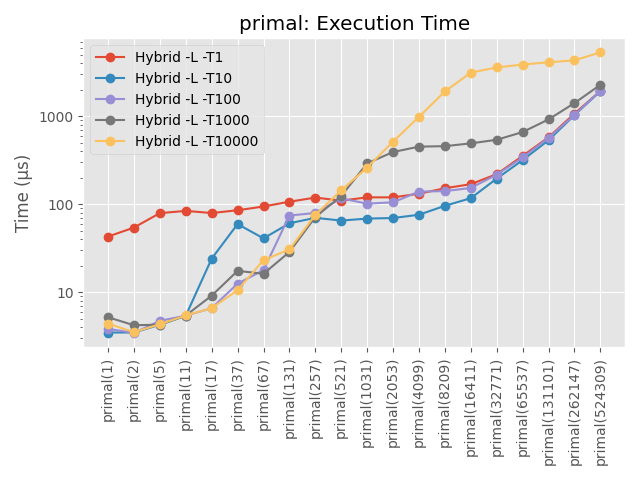 primal: Execution Time
Hybrid -L -T1
Hybrid -L -T10
Hybrid -L -T100
Hybrid -L -T1000
Hybrid -L -T10000
Time (µs)
1000
100
10
primal(1)
primal(2)
primal(5)
primal(11)
primal(17)
primal(37)
primal(67)
primal(131)
primal(257)
primal(521)
primal(1031)
primal(2053)
primal(4099)
primal(8209)
primal(16411)
primal(32771)
primal(65537)
primal(131101)
primal(262147)
primal(524309)